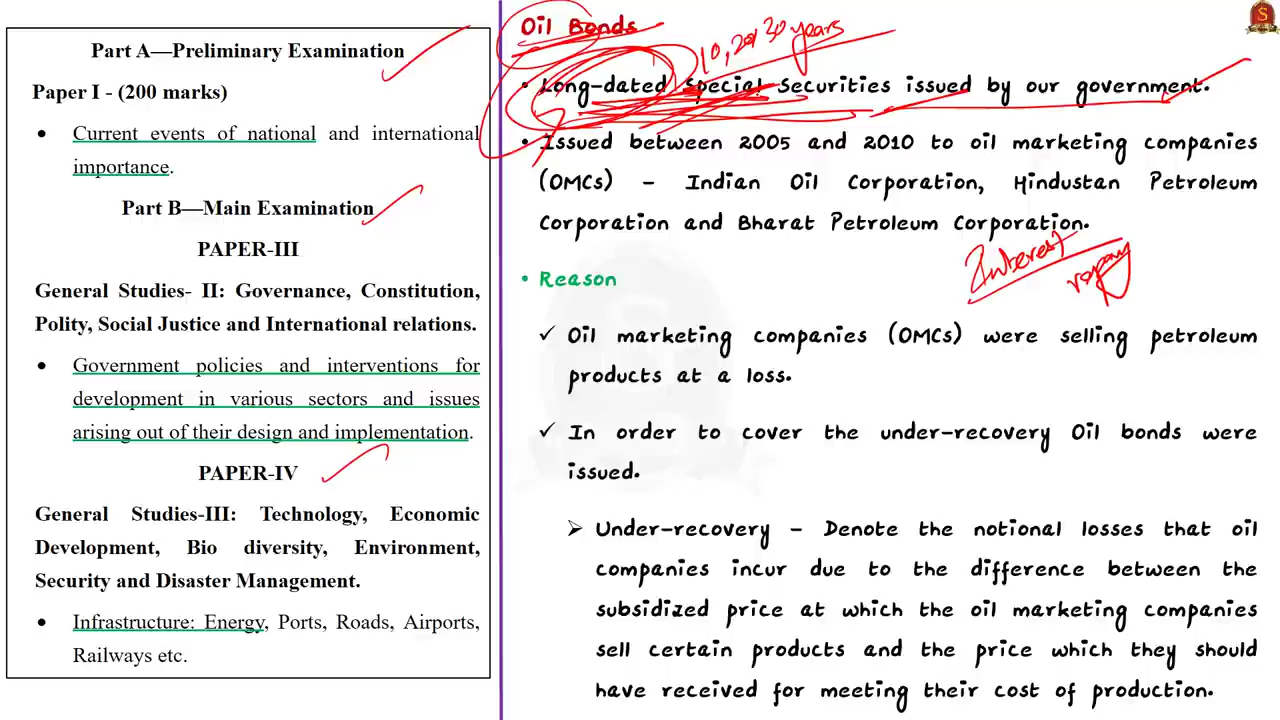 Part A—Preliminary Examination
Paper I - (200 marks)
• Current events of national and international
importance.
Part B—Main Examination
PAPER-III
General Studies- II: Governance, Constitution,
Polity, Social Justice and International relations.
• Government policies and interventions for
development in various sectors and issues
arising out of their design and implementation.
PAPER-IV
General Studies-III: Technology, Economic
Development, Bio diversity, Environment,
Security and Disaster Management.
• Infrastructure: Energy, Ports, Roads, Airports,
Railways etc.
Oil Bonds
10, 20, 30 years
• Long-dated Special Securities issued by our government.
• Issued between 2005 and 2010 to oil marketing companies
(OMCs) - Indian Oil Corporation, Hindustan Petroleum
Corporation and Bharat Petroleum Corporation.
Interest
repay
• Reason
✓ Oil marketing companies (OMCs) were selling petroleum
products at a loss.
✓ In order to cover the under-recovery Oil bonds were
issued.
➢ Under-recovery - Denote the notional losses that oil
companies incur due to the difference between the
subsidized price at which the oil marketing companies
sell certain products and the price which they should
have received for meeting their cost of production.